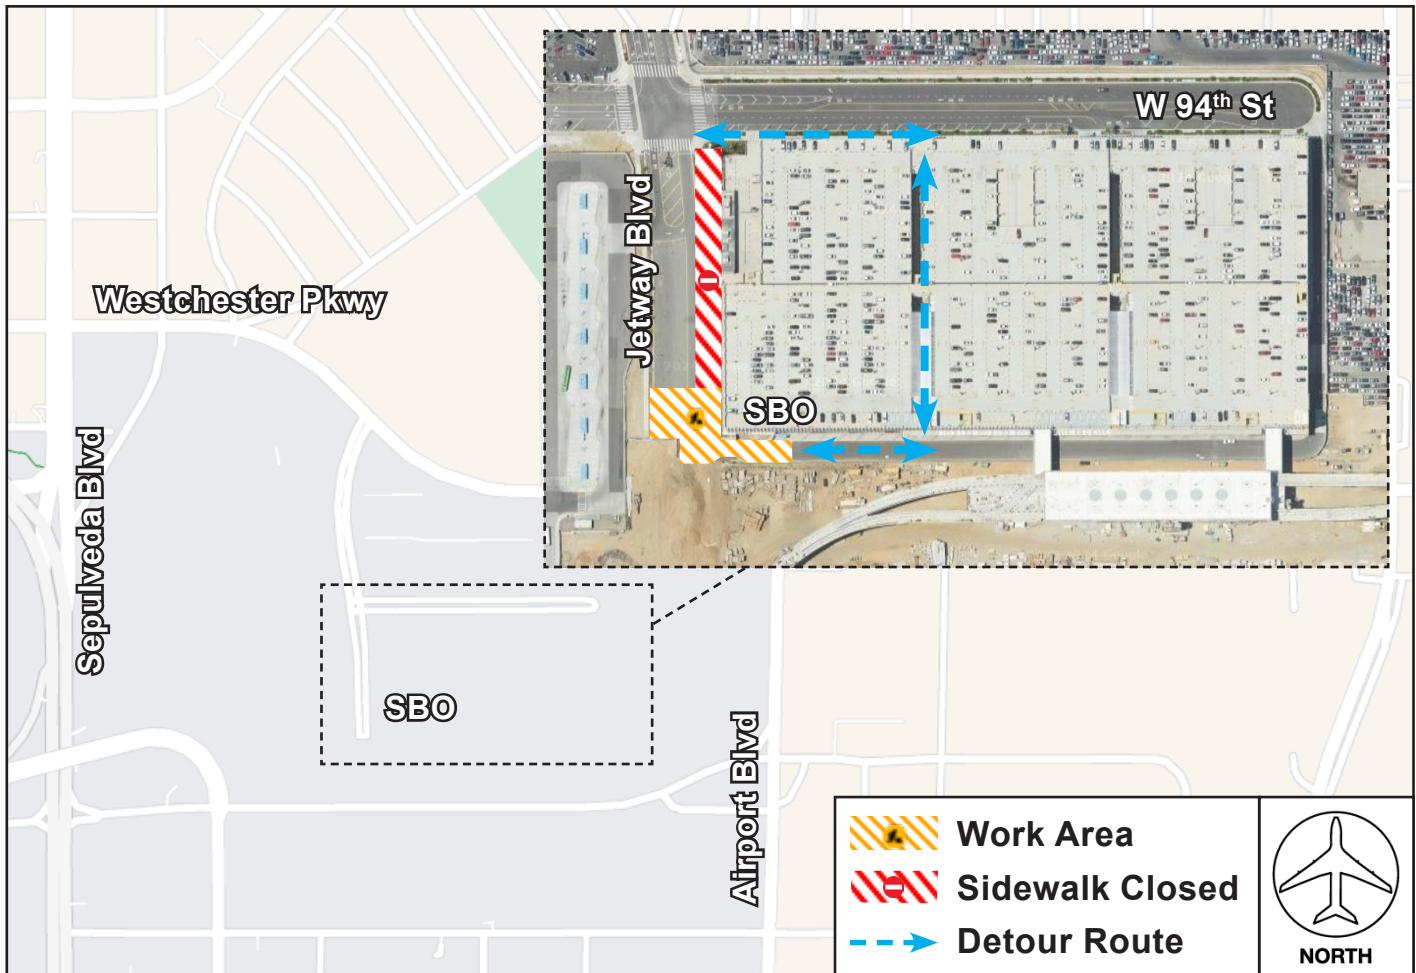 W 94th St
Jetway Blvd
Westchester Pkwy
SBO
Sepulveda Blvd
SBO
Airport Blvd
Work Area
Sidewalk Closed
Detour Route
NORTH